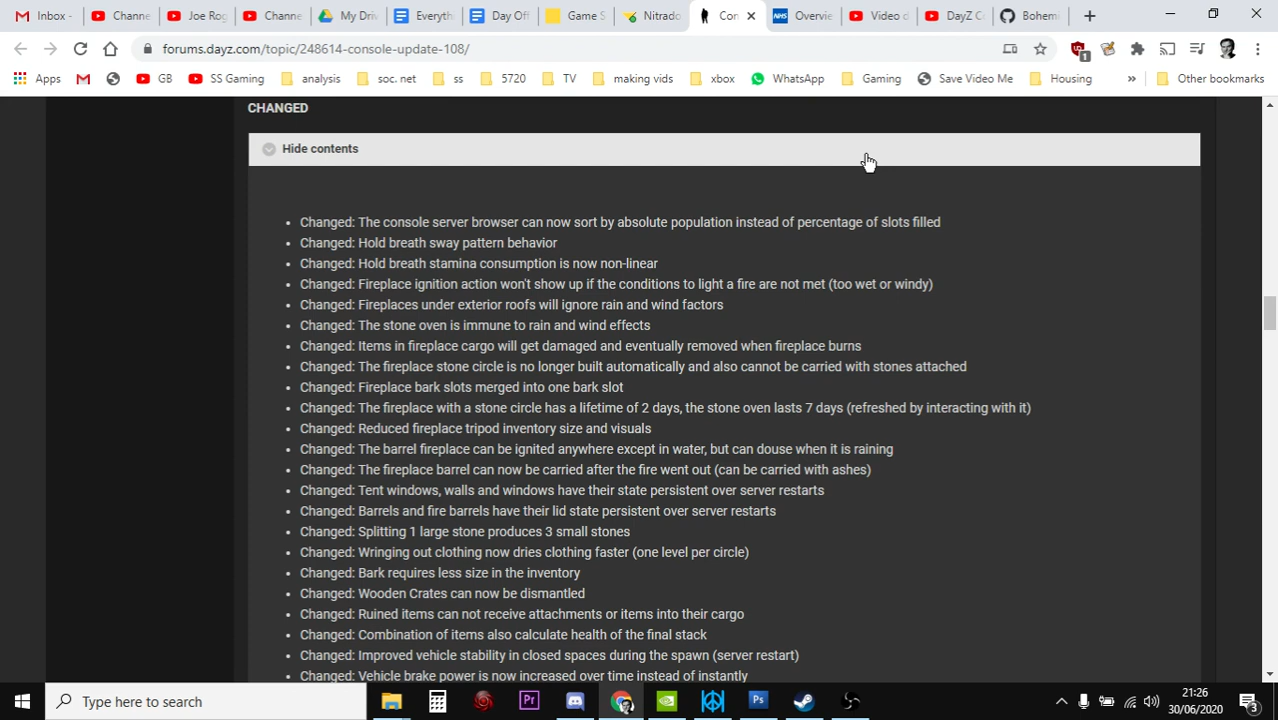 Inbox -
Channe
Joe Rog
Channe
My Driv
Everyth
Day Off
Game S
Nitrado
Con
Overvie
Video d
DayZ C
Bohemi
forums.dayz.com/topic/248614-console-update-108/
1
Apps
GB
SS Gaming
analysis
soc. net
ss
5720
TV
making vids
xbox
WhatsApp
Gaming
Save Video Me
Housing
»
Other bookmarks
CHANGED
Hide contents
Changed: The console server browser can now sort by absolute population instead of percentage of slots filled
Changed: Hold breath sway pattern behavior
Changed: Hold breath stamina consumption is now non-linear
Changed: Fireplace ignition action won't show up if the conditions to light a fire are not met (too wet or windy)
Changed: Fireplaces under exterior roofs will ignore rain and wind factors
Changed: The stone oven is immune to rain and wind effects
Changed: Items in fireplace cargo will get damaged and eventually removed when fireplace burns
Changed: The fireplace stone circle is no longer built automatically and also cannot be carried with stones attached
Changed: Fireplace bark slots merged into one bark slot
Changed: The fireplace with a stone circle has a lifetime of 2 days, the stone oven lasts 7 days (refreshed by interacting with it)
Changed: Reduced fireplace tripod inventory size and visuals
Changed: The barrel fireplace can be ignited anywhere except in water, but can douse when it is raining
Changed: The fireplace barrel can now be carried after the fire went out (can be carried with ashes)
Changed: Tent windows, walls and windows have their state persistent over server restarts
Changed: Barrels and fire barrels have their lid state persistent over server restarts
Changed: Splitting 1 large stone produces 3 small stones
Changed: Wringing out clothing now dries clothing faster (one level per circle)
Changed: Bark requires less size in the inventory
Changed: Wooden Crates can now be dismantled
Changed: Ruined items can not receive attachments or items into their cargo
Changed: Combination of items also calculate health of the final stack
Changed: Improved vehicle stability in closed spaces during the spawn (server restart)
Changed: Vehicle brake power is now increased over time instead of instantly
Type here to search
Pr
Ps
21:26
30/06/2020
3